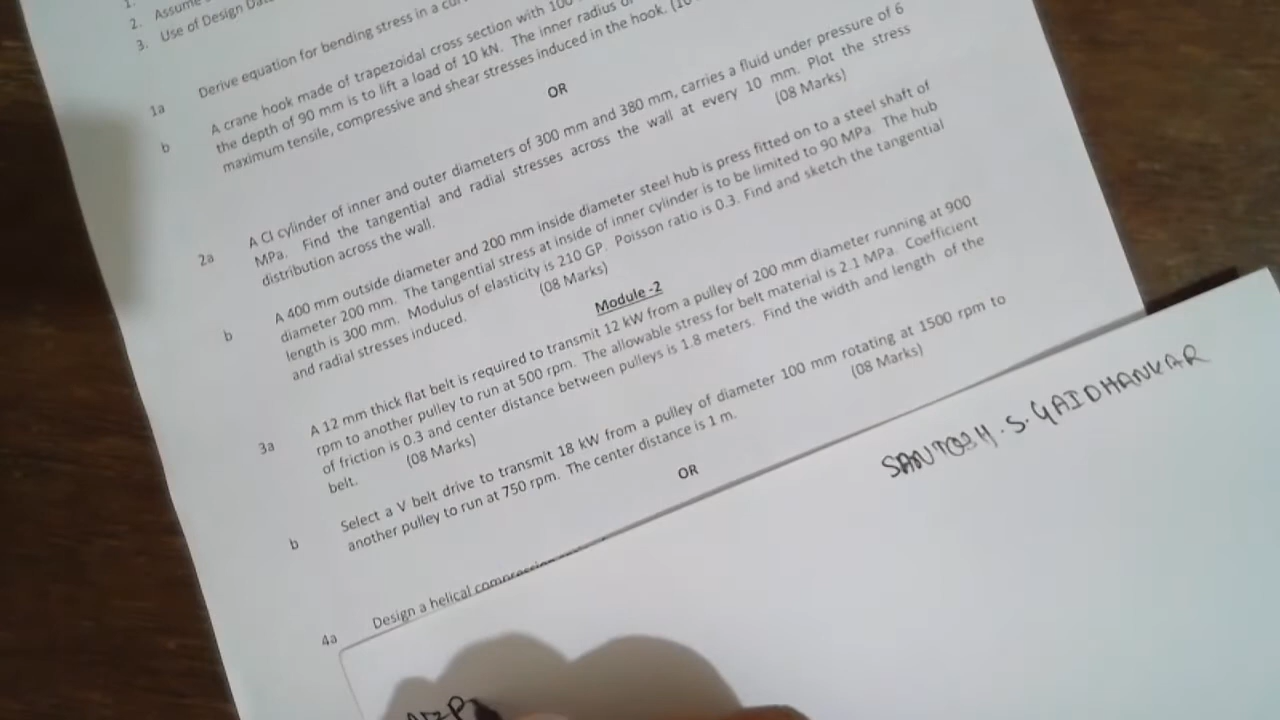 1.
2. Assume
3. Use of Design
1a Derive equation for bending stress in a
b A crane hook made of trapezoidal cross section with 100
the depth of 90 mm is to lift a load of 10 kN. The inner radius
maximum tensile, compressive and shear stresses induced in the hook.
OR
2a A CI cylinder of inner and outer diameters of 300 mm and 380 mm, carries a fluid under pressure of 6
MPa. Find the tangential and radial stresses across the wall at every 10 mm. Plot the stress
distribution across the wall. (08 Marks)
b A 400 mm outside diameter and 200 mm inside diameter steel hub is press fitted on to a steel shaft of
diameter 200 mm. The tangential stress at inside of inner cylinder is to be limited to 90 MPa. The hub
length is 300 mm. Modulus of elasticity is 210 GP. Poisson ratio is 0.3. Find and sketch the tangential
and radial stresses induced. (08 Marks)
Module -2
3a A 12 mm thick flat belt is required to transmit 12 kW from a pulley of 200 mm diameter running at 900
rpm to another pulley to run at 500 rpm. The allowable stress for belt material is 2.1 MPa. Coefficient
of friction is 0.3 and center distance between pulleys is 1.8 meters. Find the width and length of the
belt. (08 Marks)
b Select a V belt drive to transmit 18 kW from a pulley of diameter 100 mm rotating at 1500 rpm to
another pulley to run at 750 rpm. The center distance is 1 m. (08 Marks)
OR
4a Design a helical compression
SANTOSH.S.GAIDHANKAR